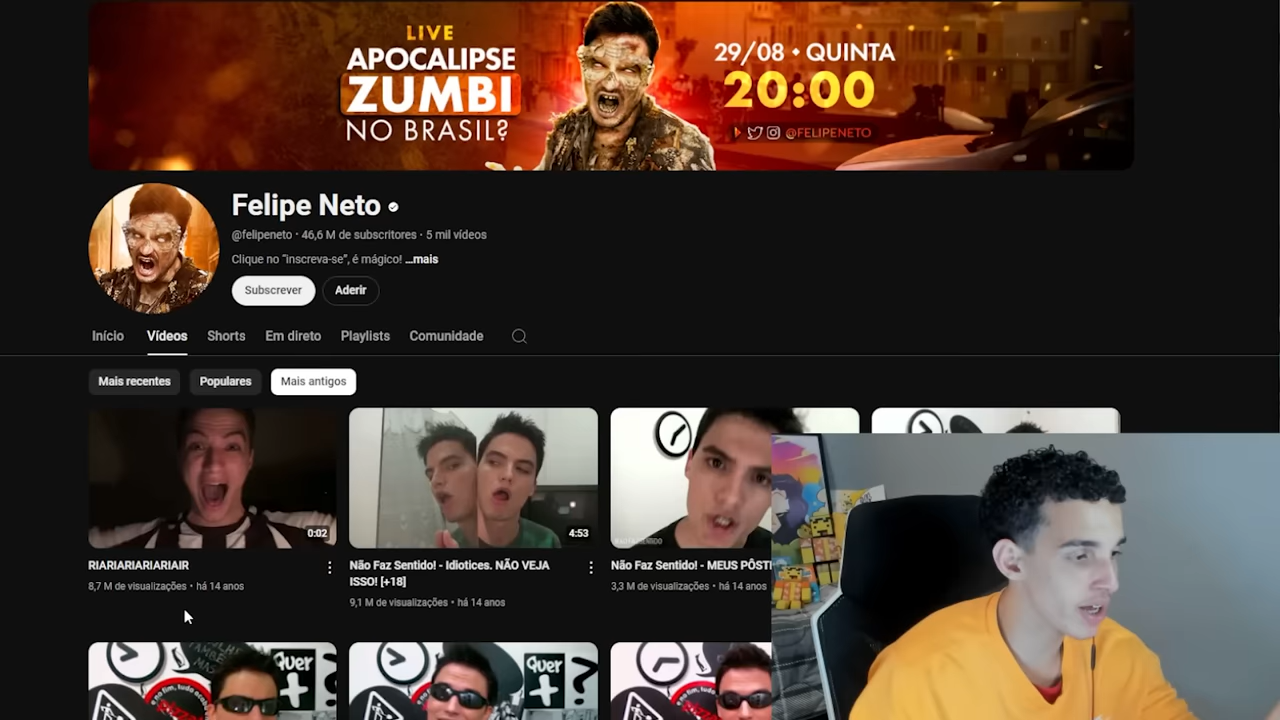 LIVE
APOCALIPSE
ZUMBI
NO BRASIL?
29/08 • QUINTA
20:00
@FELIPENETO
Felipe Neto
@felipeneto • 46,6 M de subscritores • 5 mil vídeos
Clique no "inscreva-se", é mágico! ...mais
Subscrever
Aderir
Início
Vídeos
Shorts
Em direto
Playlists
Comunidade
Mais recentes
Populares
Mais antigos
0:02
4:53
RIARIARIARIARIAIR
8,7 M de visualizações • há 14 anos
Não Faz Sentido! - Idiotices. NÃO VEJA
ISSO! [+18]
9,1 M de visualizações • há 14 anos
Não Faz Sentido! - MEUS PÔST
3,3 M de visualizações • há 14 anos
Quer
+?
Quer
+?